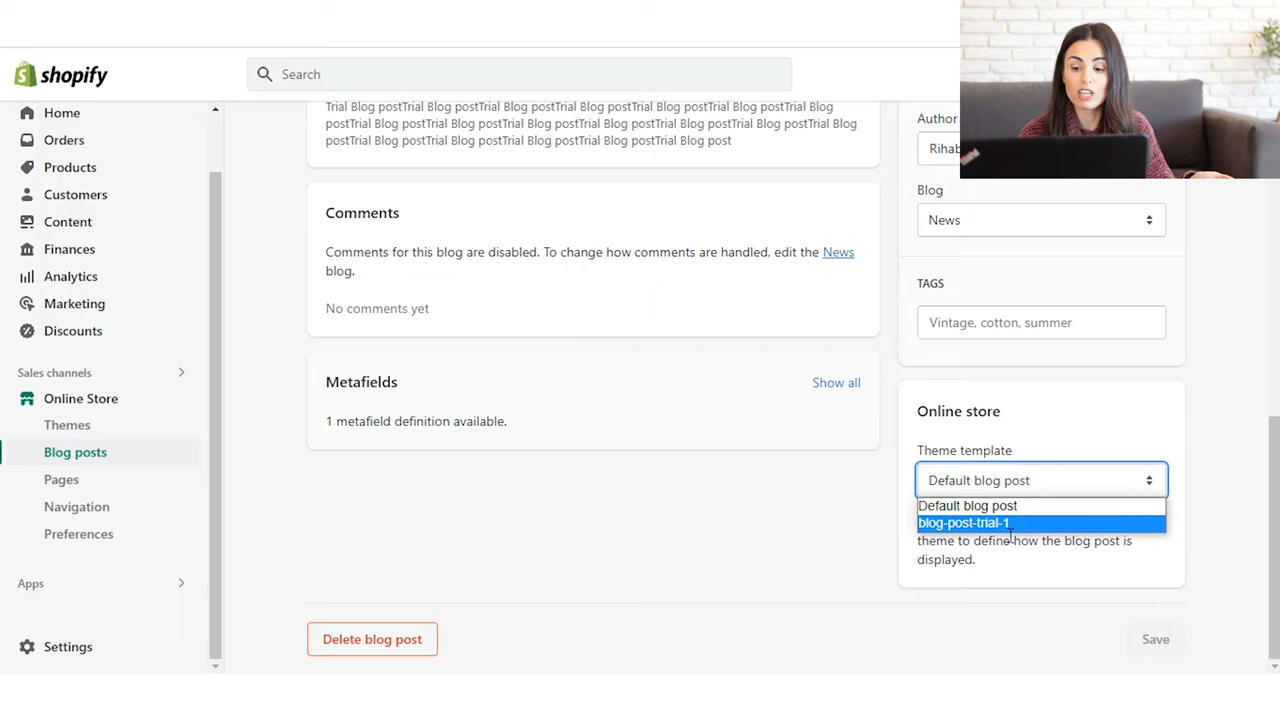 shopify
Search
Home
Orders
Products
Customers
Content
Finances
Analytics
Marketing
Discounts
Sales channels
Online Store
Themes
Blog posts
Pages
Navigation
Preferences
Apps
Settings
Trial Blog postTrial Blog postTrial Blog postTrial Blog postTrial Blog postTrial Blog
postTrial Blog postTrial Blog postTrial Blog postTrial Blog postTrial Blog postTrial Blog
postTrial Blog postTrial Blog postTrial Blog postTrial Blog postTrial Blog post
Comments
Comments for this blog are disabled. To change how comments are handled, edit the News
blog.
No comments yet
Metafields
Show all
1 metafield definition available.
Delete blog post
Author
Rihab
Blog
News
TAGS
Vintage, cotton, summer
Online store
Theme template
Default blog post
Default blog post
blog-post-trial-1
theme to define how the blog post is
displayed.
Save